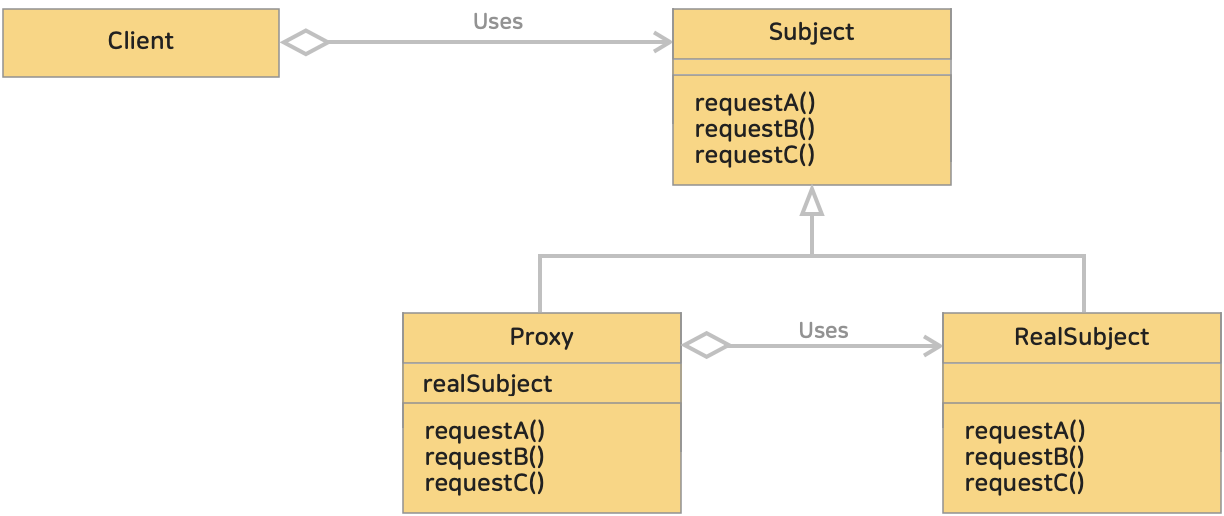 Client
Uses
Subject
requestA()
requestB()
requestC()
Proxy
realSubject
requestA()
requestB()
requestC()
Uses
RealSubject
requestA()
requestB()
requestC()